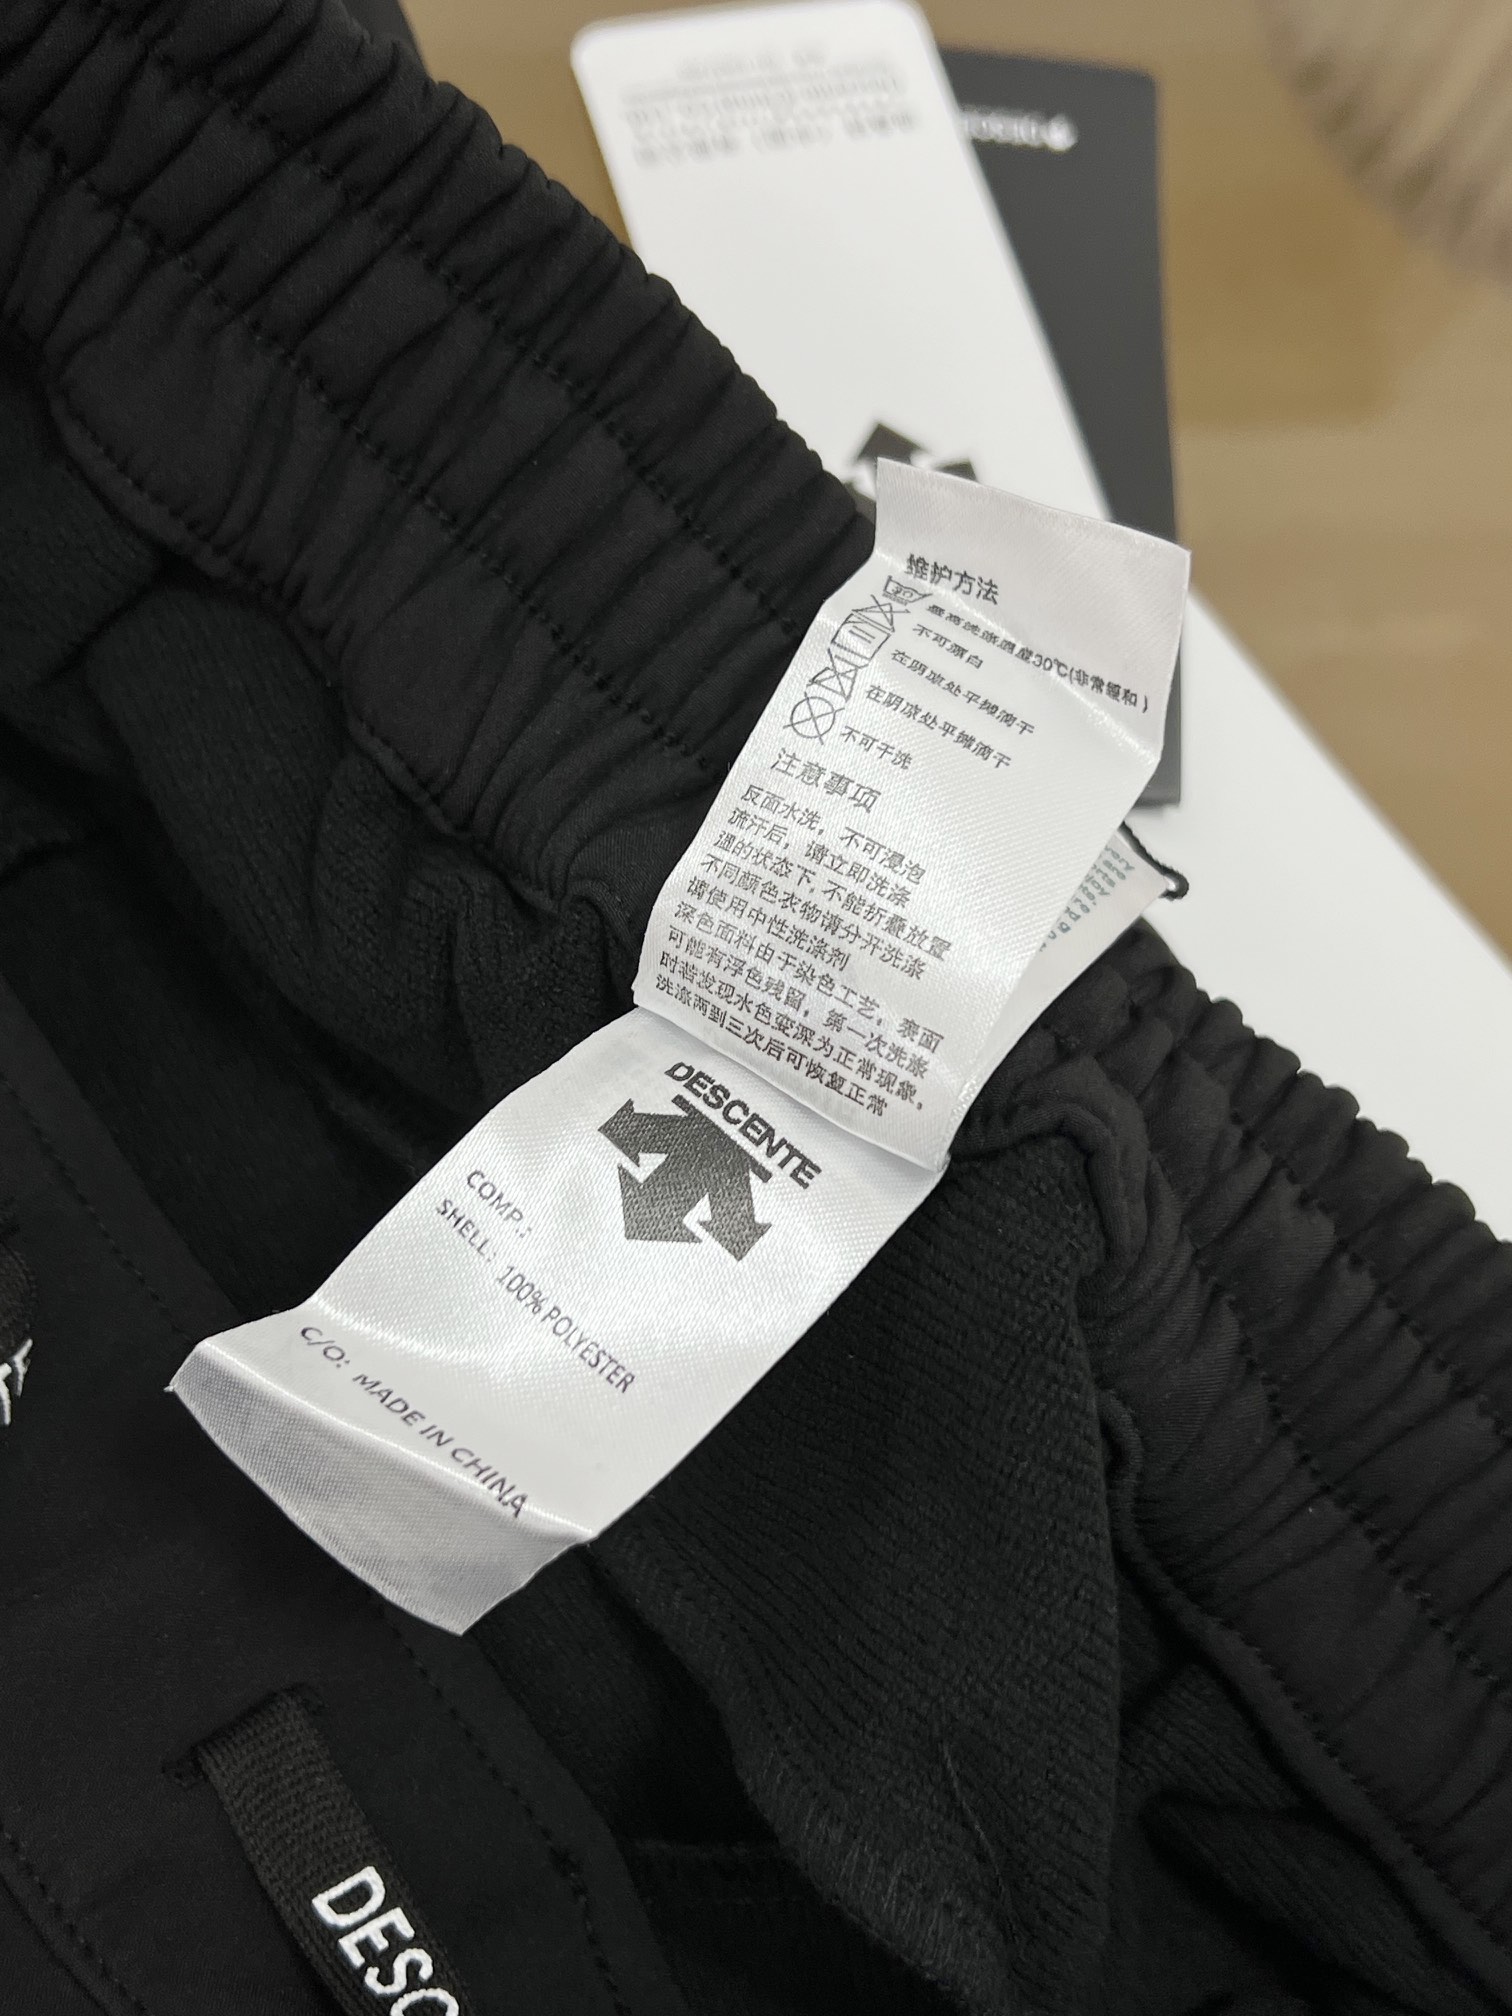 维护方法
30
最高洗涤温度30℃(非常缓和)
不可漂白
在阴凉处平摊滴干
在阴凉处平摊滴干
不可干洗
注意事项
反面水洗，不可浸泡
流汗后，请立即洗涤
湿的状态下，不能折叠放置
不同颜色衣物请分开洗涤
请使用中性洗涤剂
深色面料由于染色工艺，表面
可能有浮色残留，第一次洗涤
时若发现水色变深为正常现象，
洗涤两到三次后可恢复正常
DESCENTE
COMP.:
SHELL: 100% POLYESTER
C/O: MADE IN CHINA
DESC